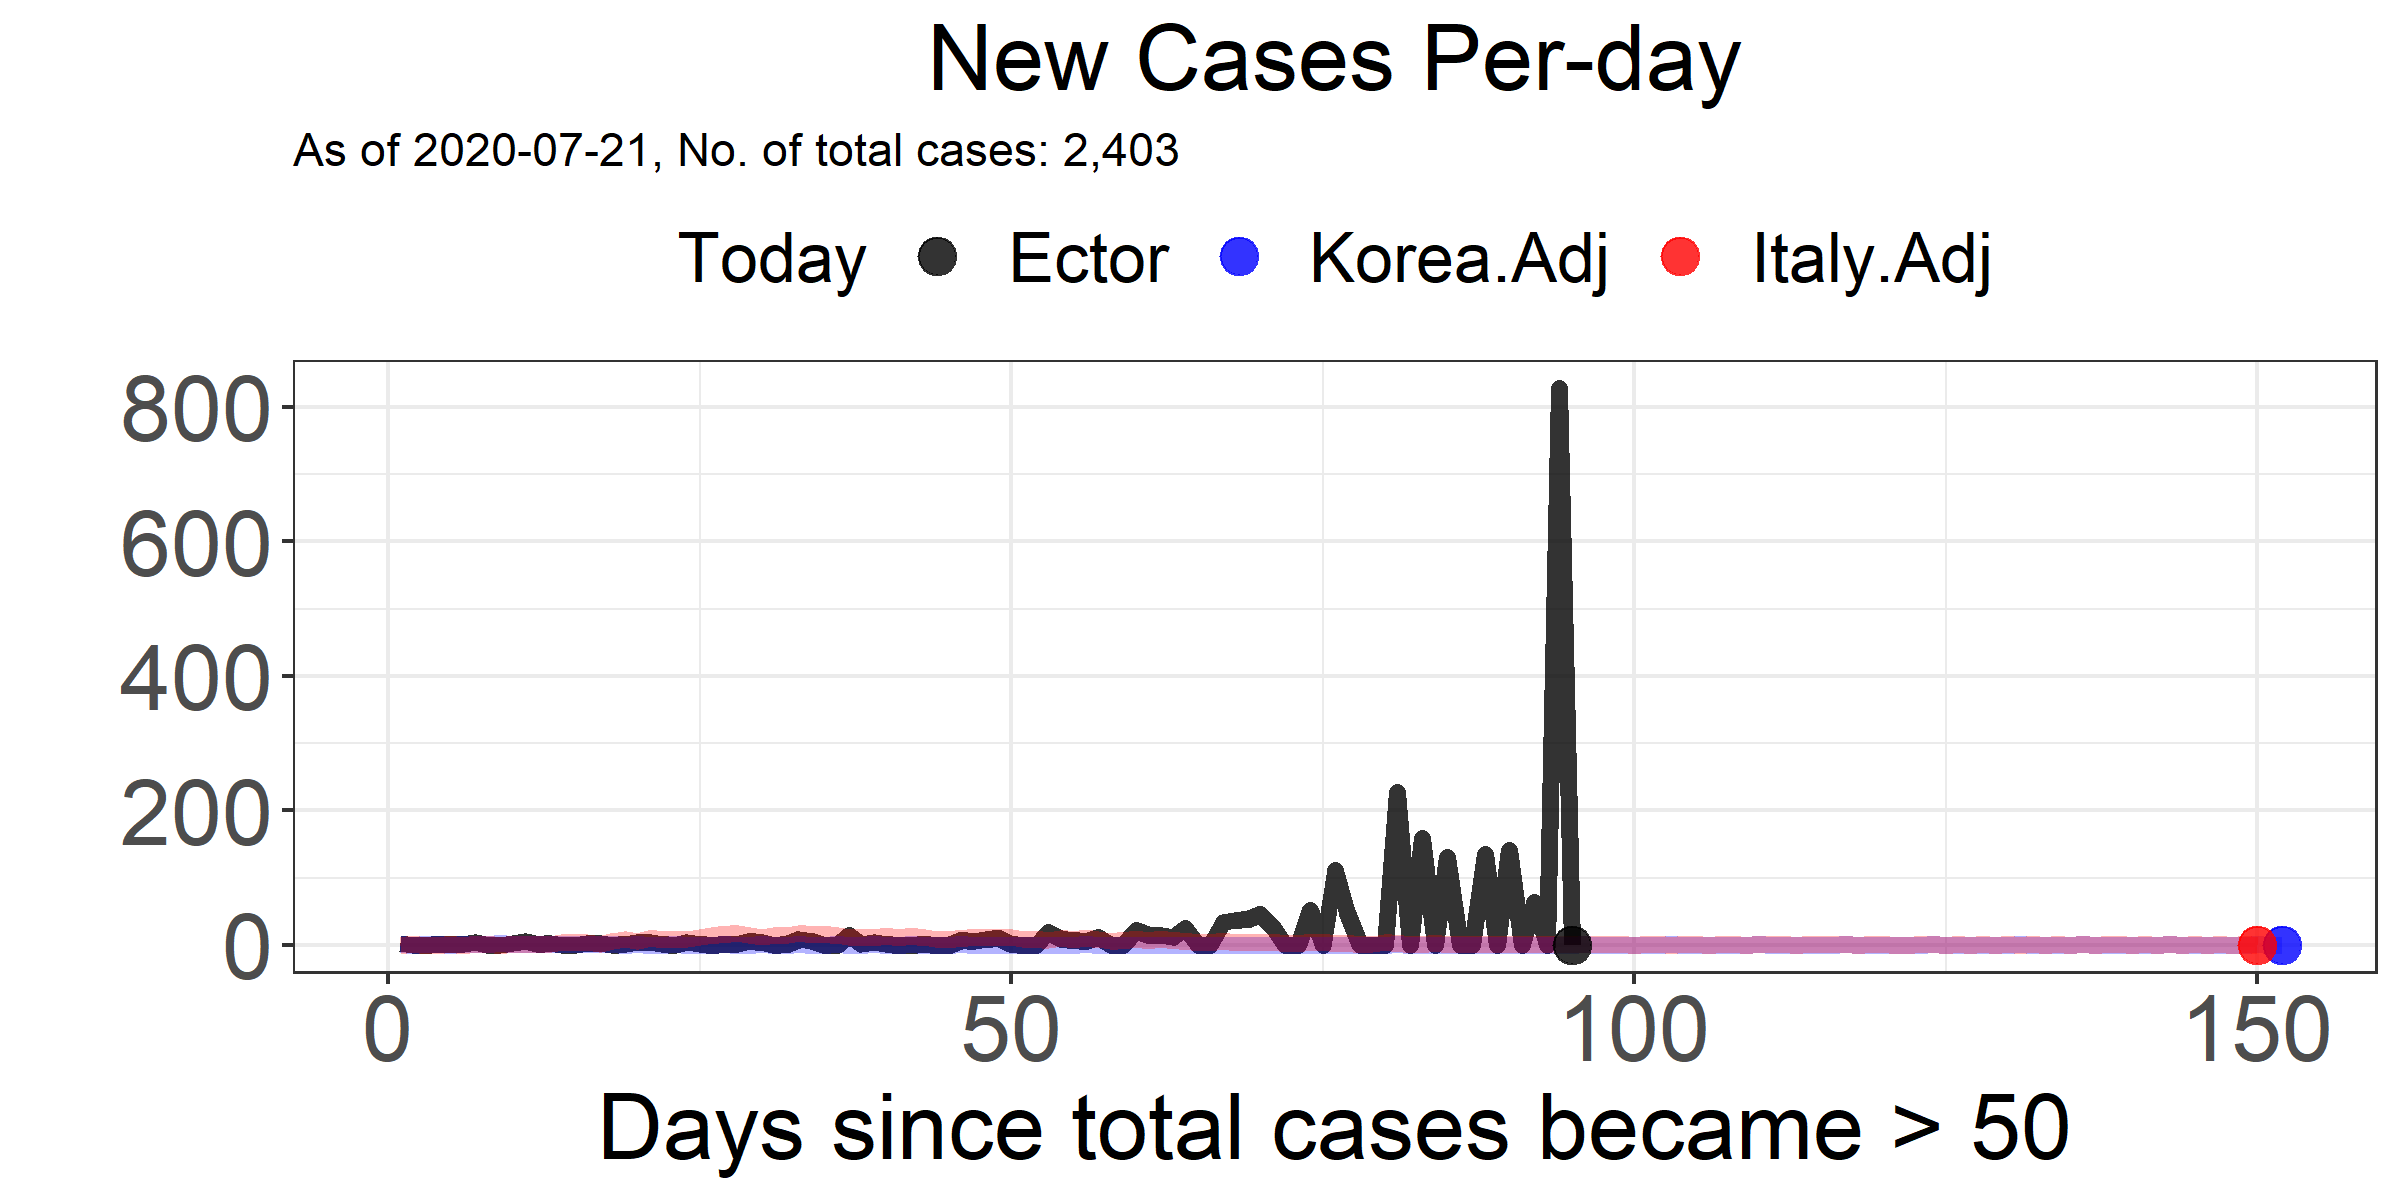 New Cases Per-day
As of 2020-07-21, No. of total cases: 2,403
Today Ector Korea.Adj Italy.Adj
800
600
400
200
0
0 50 100 150
Days since total cases became > 50